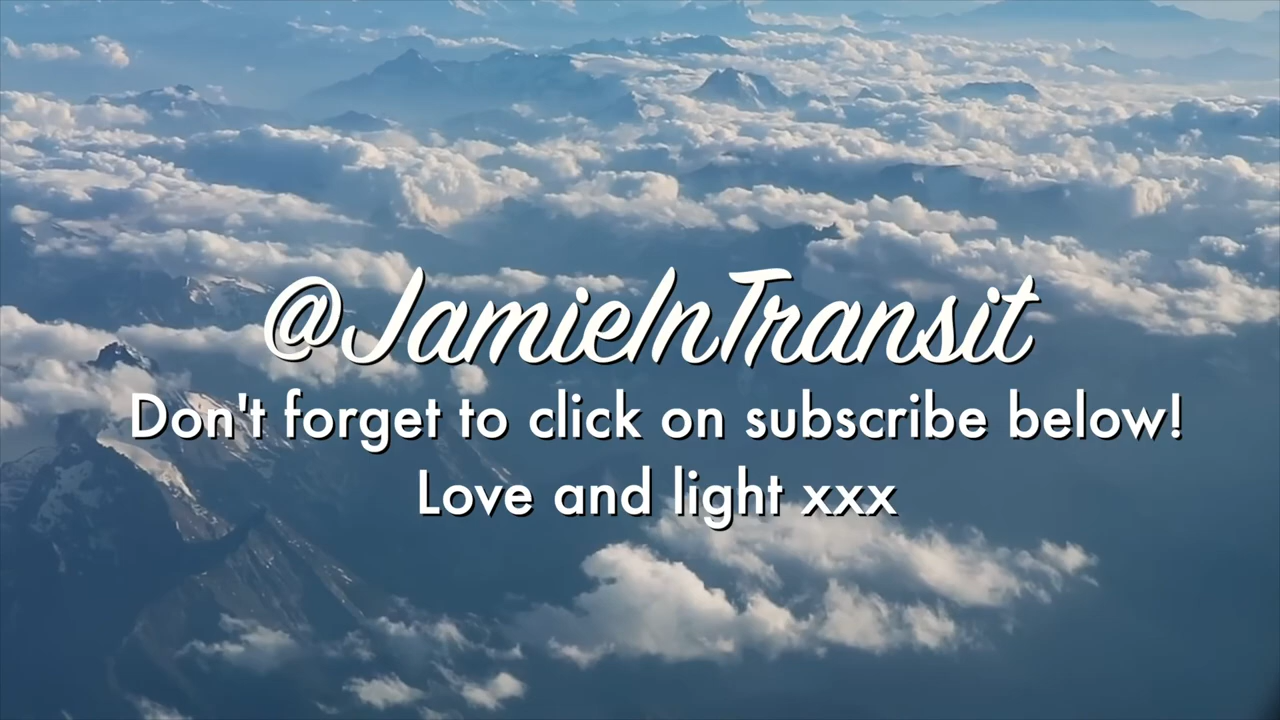 @JamieInTransit
Don't forget to click on subscribe below!
Love and light xxx